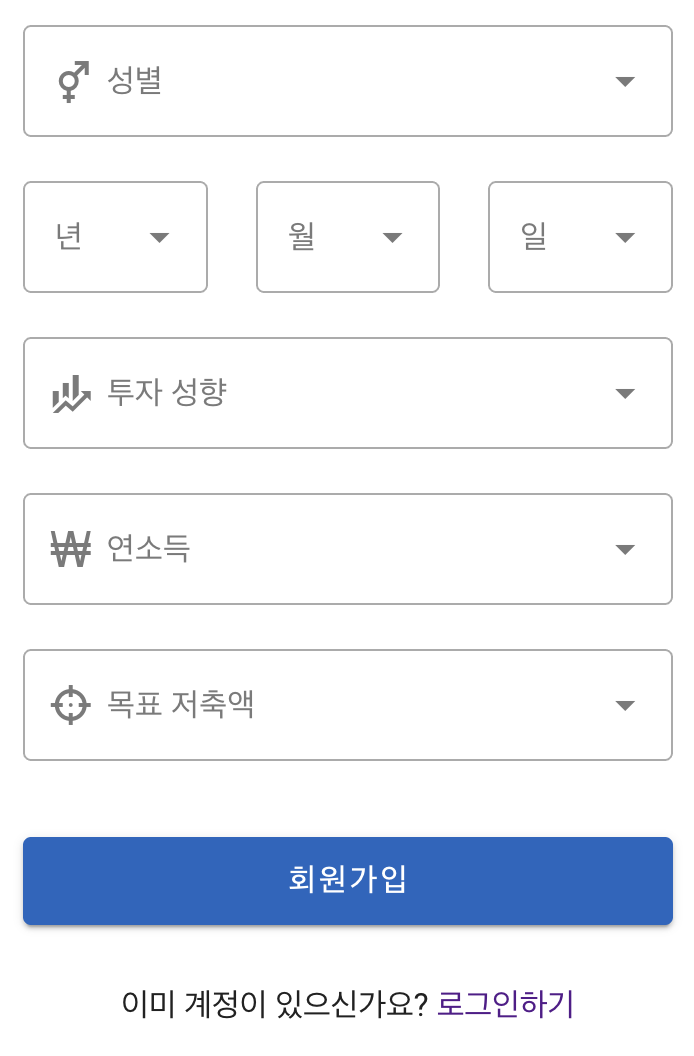 성별
년 월 일
투자 성향
연소득
목표 저축액
회원가입
이미 계정이 있으신가요? 로그인하기